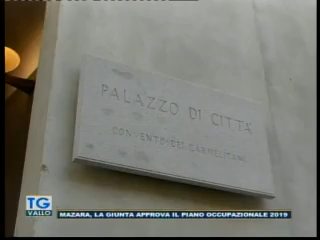 PALAZZO DI CITTÀ
CONVENTO DEI CARMELITANI
TG
VALLO
MAZARA, LA GIUNTA APPROVA IL PIANO OCCUPAZIONALE 2019